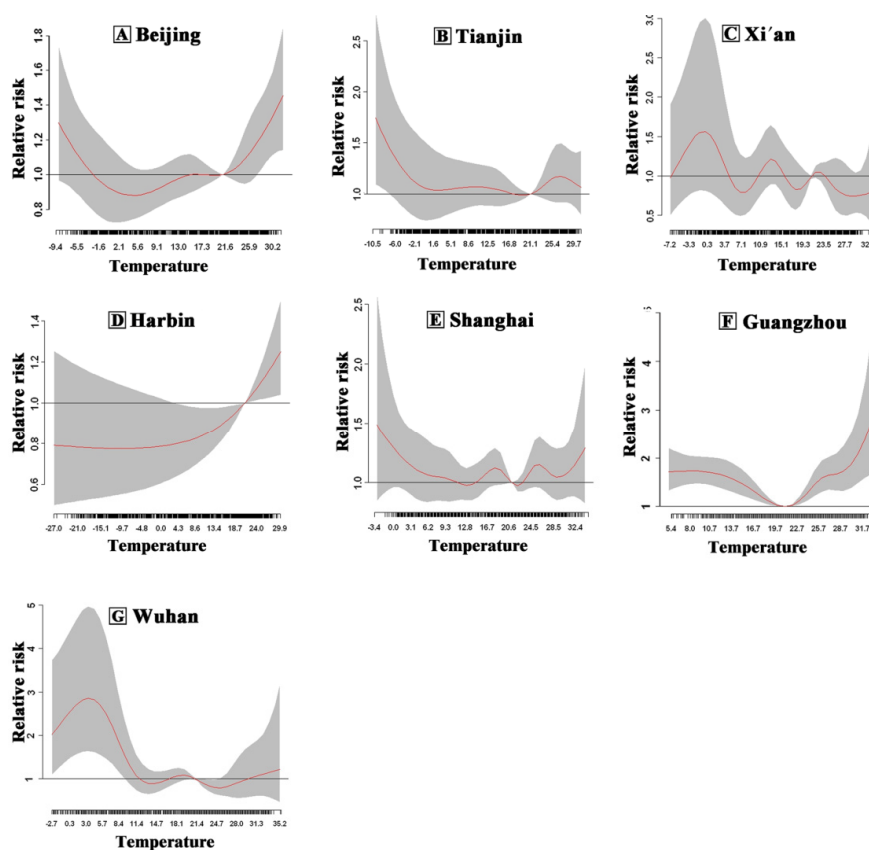 A Beijing
Relative risk
1.8
1.6
1.4
1.2
1.0
0.8
-9.4 -5.5 -1.6 2.1 5.6 9.1 13.0 17.3 21.6 25.9 30.2
Temperature
B Tianjin
Relative risk
2.5
2.0
1.5
1.0
-10.5 -6.0 -2.1 1.6 5.1 8.6 12.6 16.8 21.1 25.4 29.7
Temperature
C Xi´an
Relative risk
3.0
2.5
2.0
1.5
1.0
0.5
-7.2 -3.3 0.3 3.7 7.1 10.9 15.1 19.3 23.5 27.7
Temperature
D Harbin
Relative risk
1.4
1.2
1.0
0.8
0.6
-27.0 -15.1 -9.7 -4.8 0.0 4.3 8.6 13.4 18.7 24.0 29.9
Temperature
E Shanghai
Relative risk
2.5
2.0
1.5
1.0
-3.4 0.0 3.1 6.2 9.3 12.8 16.7 20.6 24.5 28.5 32.4
Temperature
F Guangzhou
Relative risk
4
3
2
1
5.4 8.0 10.7 13.7 16.7 19.7 22.7 25.7 28.7 31.7
Temperature
G Wuhan
Relative risk
5
4
3
2
1
-2.7 0.3 3.0 5.7 8.4 11.4 14.7 18.1 21.4 24.7 28.0 31.3 35.2
Temperature